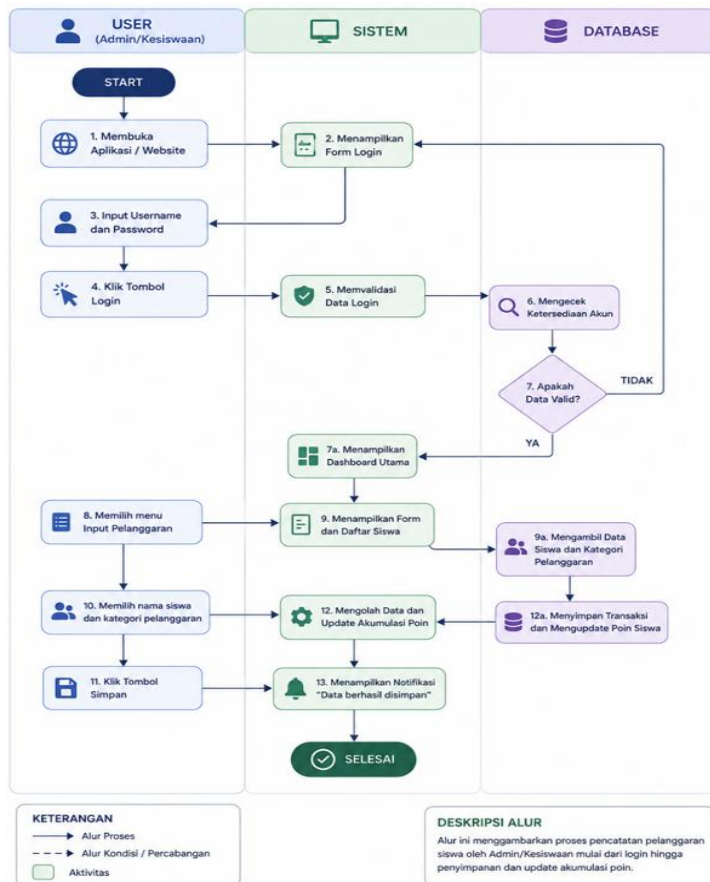 USER
(Admin/Kesiswaan)
SISTEM
DATABASE
START
1. Membuka
Aplikasi / Website
2. Menampilkan
Form Login
3. Input Username
dan Password
4. Klik Tombol
Login
5. Memvalidasi
Data Login
6. Mengecek
Ketersediaan Akun
7. Apakah
Data Valid?
TIDAK
YA
7a. Menampilkan
Dashboard Utama
8. Memilih menu
Input Pelanggaran
9. Menampilkan Form
dan Daftar Siswa
9a. Mengambil Data
Siswa dan Kategori
Pelanggaran
10. Memilih nama siswa
dan kategori pelanggaran
12. Mengolah Data dan
Update Akumulasi Poin
12a. Menyimpan Transaksi
dan Mengupdate Poin Siswa
11. Klik Tombol
Simpan
13. Menampilkan Notifikasi
"Data berhasil disimpan"
SELESAI
KETERANGAN
Alur Proses
Alur Kondisi / Percabangan
Aktivitas
DESKRIPSI ALUR
Alur ini menggambarkan proses pencatatan pelanggaran
siswa oleh Admin/Kesiswaan mulai dari login hingga
penyimpanan dan update akumulasi poin.